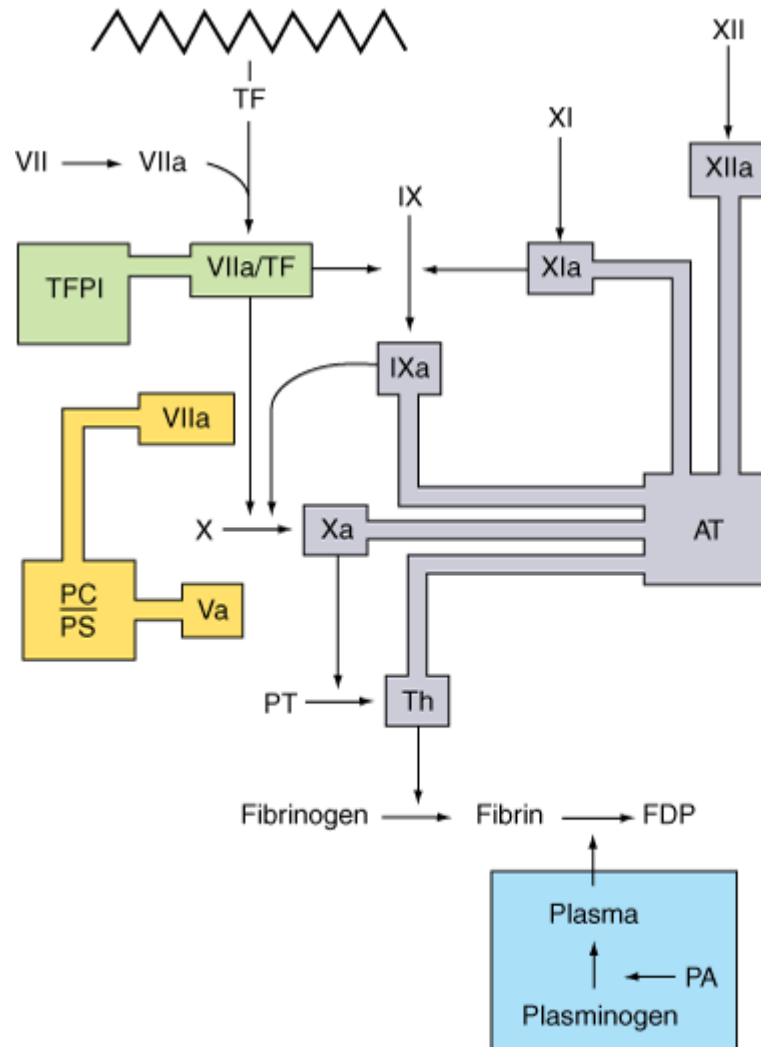 XII
TF
XI
VII
VIIa
XIIa
IX
TFPI
VIIa/TF
XIa
IXa
VIIa
X
Xa
AT
PC
PS
Va
PT
Th
Fibrinogen
Fibrin
FDP
Plasma
PA
Plasminogen